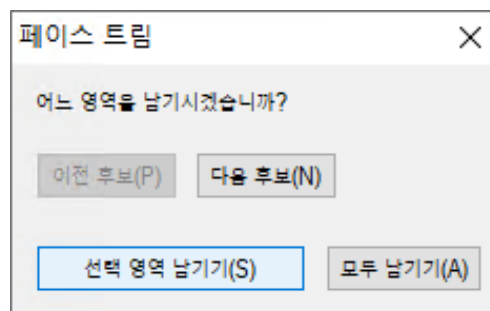 페이스 트림
어느 영역을 남기시겠습니까?
이전 후보(P) 다음 후보(N)
선택 영역 남기기(S) 모두 남기기(A)